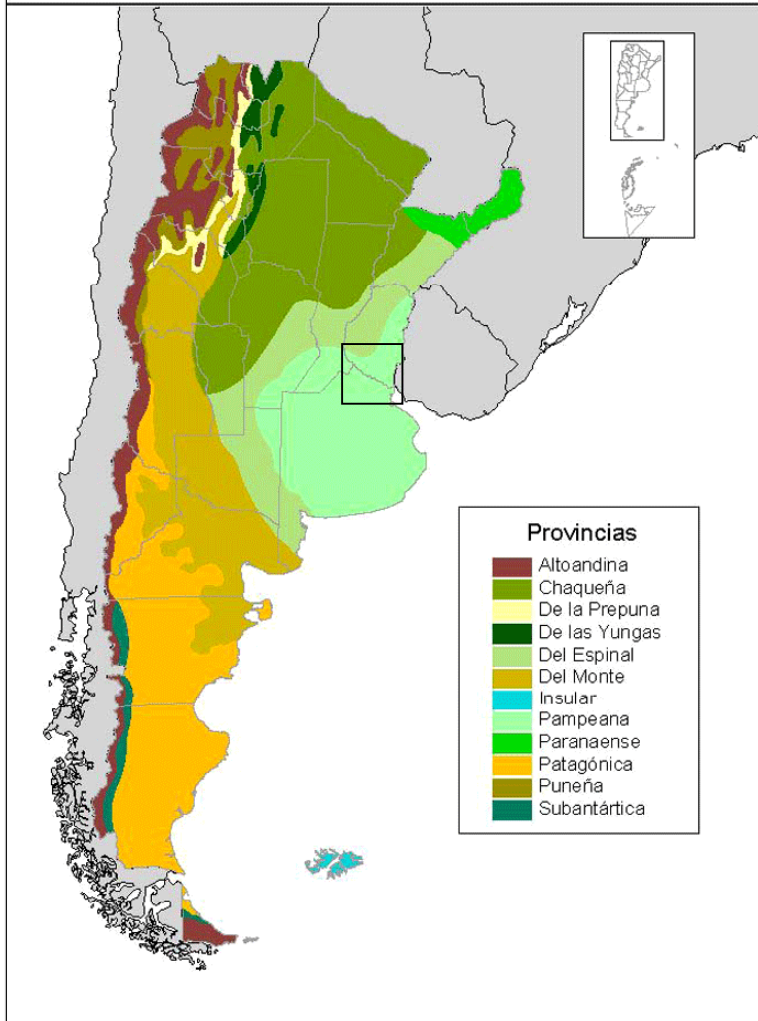 Provincias
Altoandina
Chaqueña
De la Prepuna
De las Yungas
Del Espinal
Del Monte
Insular
Pampeana
Paranaense
Patagónica
Puneña
Subantártica